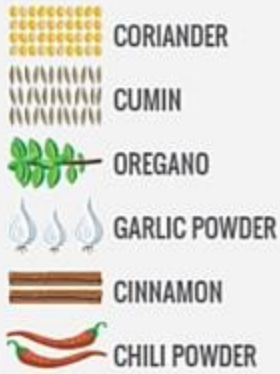 CORIANDER
CUMIN
OREGANO
GARLIC POWDER
CINNAMON
CHILI POWDER